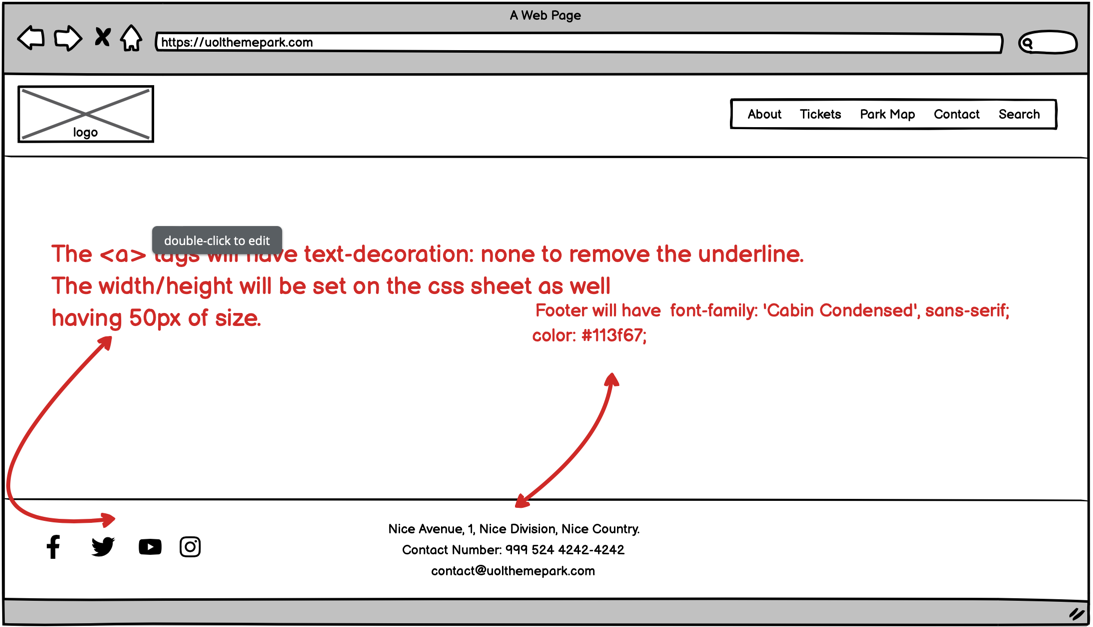 A Web Page
https://uolthemepark.com
logo
About Tickets Park Map Contact Search
double-click to edit
The <a> tags will have text-decoration: none to remove the underline.
The width/height will be set on the css sheet as well
having 50px of size.
Footer will have font-family: 'Cabin Condensed', sans-serif;
color: #113f67;
Nice Avenue, 1, Nice Division, Nice Country.
Contact Number: 999 524 4242-4242
contact@uolthemepark.com